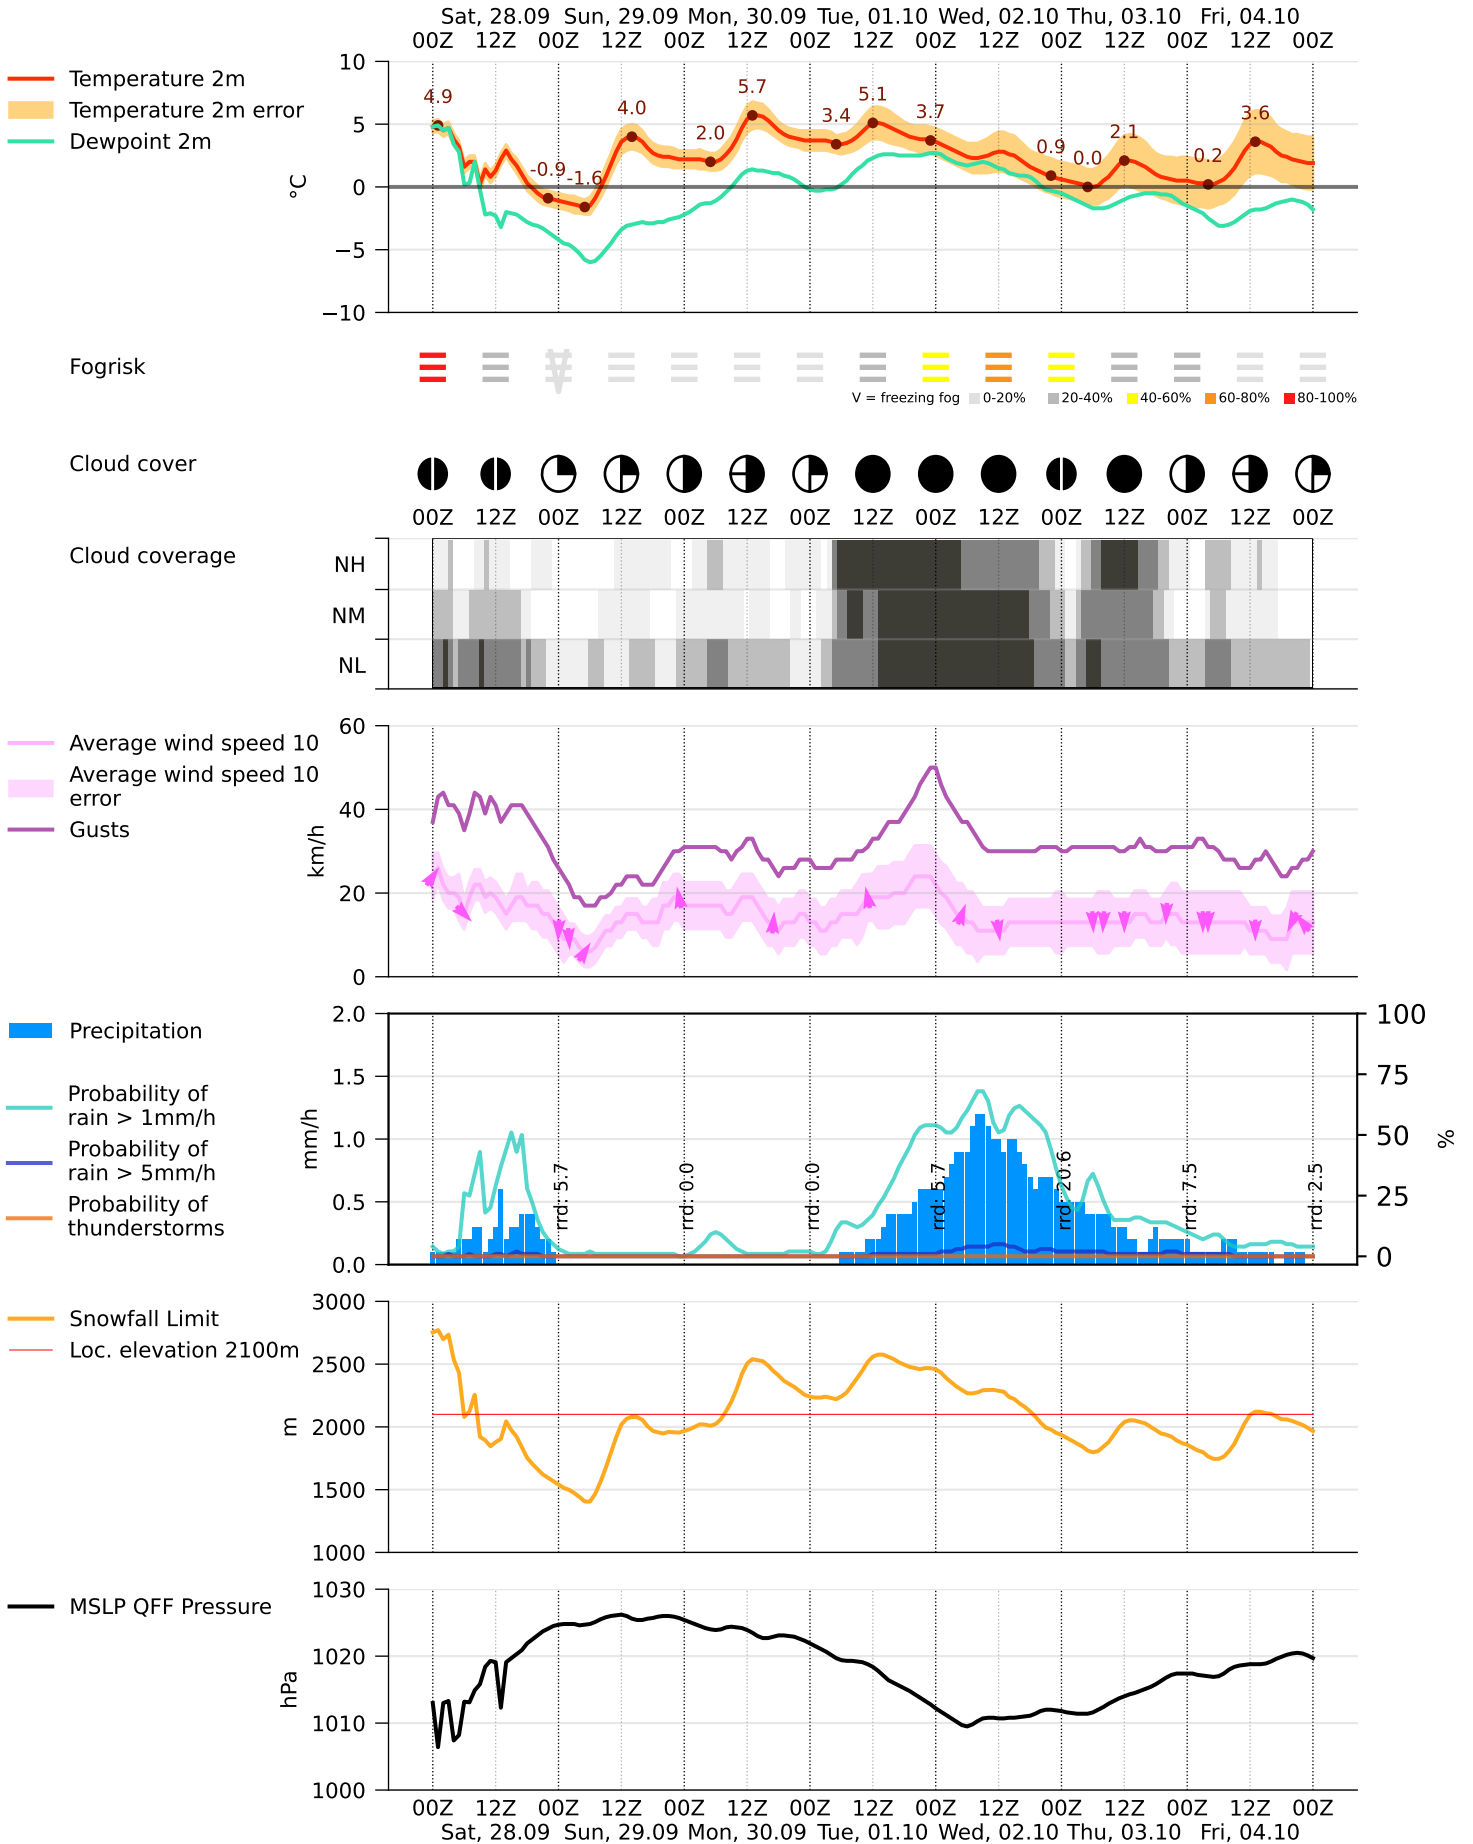 Sat, 28.09 Sun, 29.09 Mon, 30.09 Tue, 01.10 Wed, 02.10 Thu, 03.10 Fri, 04.10
00Z 12Z 00Z 12Z 00Z 12Z 00Z 12Z 00Z 12Z 00Z 12Z 00Z 12Z 00Z
Temperature 2m
Temperature 2m error
Dewpoint 2m
°C
10
5
0
−5
−10
4.9 -0.9 -1.6 4.0 2.0 5.7 3.4 5.1 3.7 0.9 0.0 2.1 0.2 3.6
Fogrisk
V = freezing fog 0-20% 20-40% 40-60% 60-80% 80-100%
Cloud cover
00Z 12Z 00Z 12Z 00Z 12Z 00Z 12Z 00Z 12Z 00Z 12Z 00Z 12Z 00Z
Cloud coverage
NH
NM
NL
Average wind speed 10
Average wind speed 10
error
Gusts
km/h
60
40
20
0
Precipitation
Probability of
rain > 1mm/h
Probability of
rain > 5mm/h
Probability of
thunderstorms
mm/h
2.0
1.5
1.0
0.5
0.0
rrd: 5.7 rrd: 0.0 rrd: 0.0 rrd: 5.7 rrd: 20.6 rrd: 7.5 rrd: 2.5
100
75
50
25
0
%
Snowfall Limit
Loc. elevation 2100m
m
3000
2500
2000
1500
1000
MSLP QFF Pressure
hPa
1030
1020
1010
1000
00Z 12Z 00Z 12Z 00Z 12Z 00Z 12Z 00Z 12Z 00Z 12Z 00Z 12Z 00Z
Sat, 28.09 Sun, 29.09 Mon, 30.09 Tue, 01.10 Wed, 02.10 Thu, 03.10 Fri, 04.10